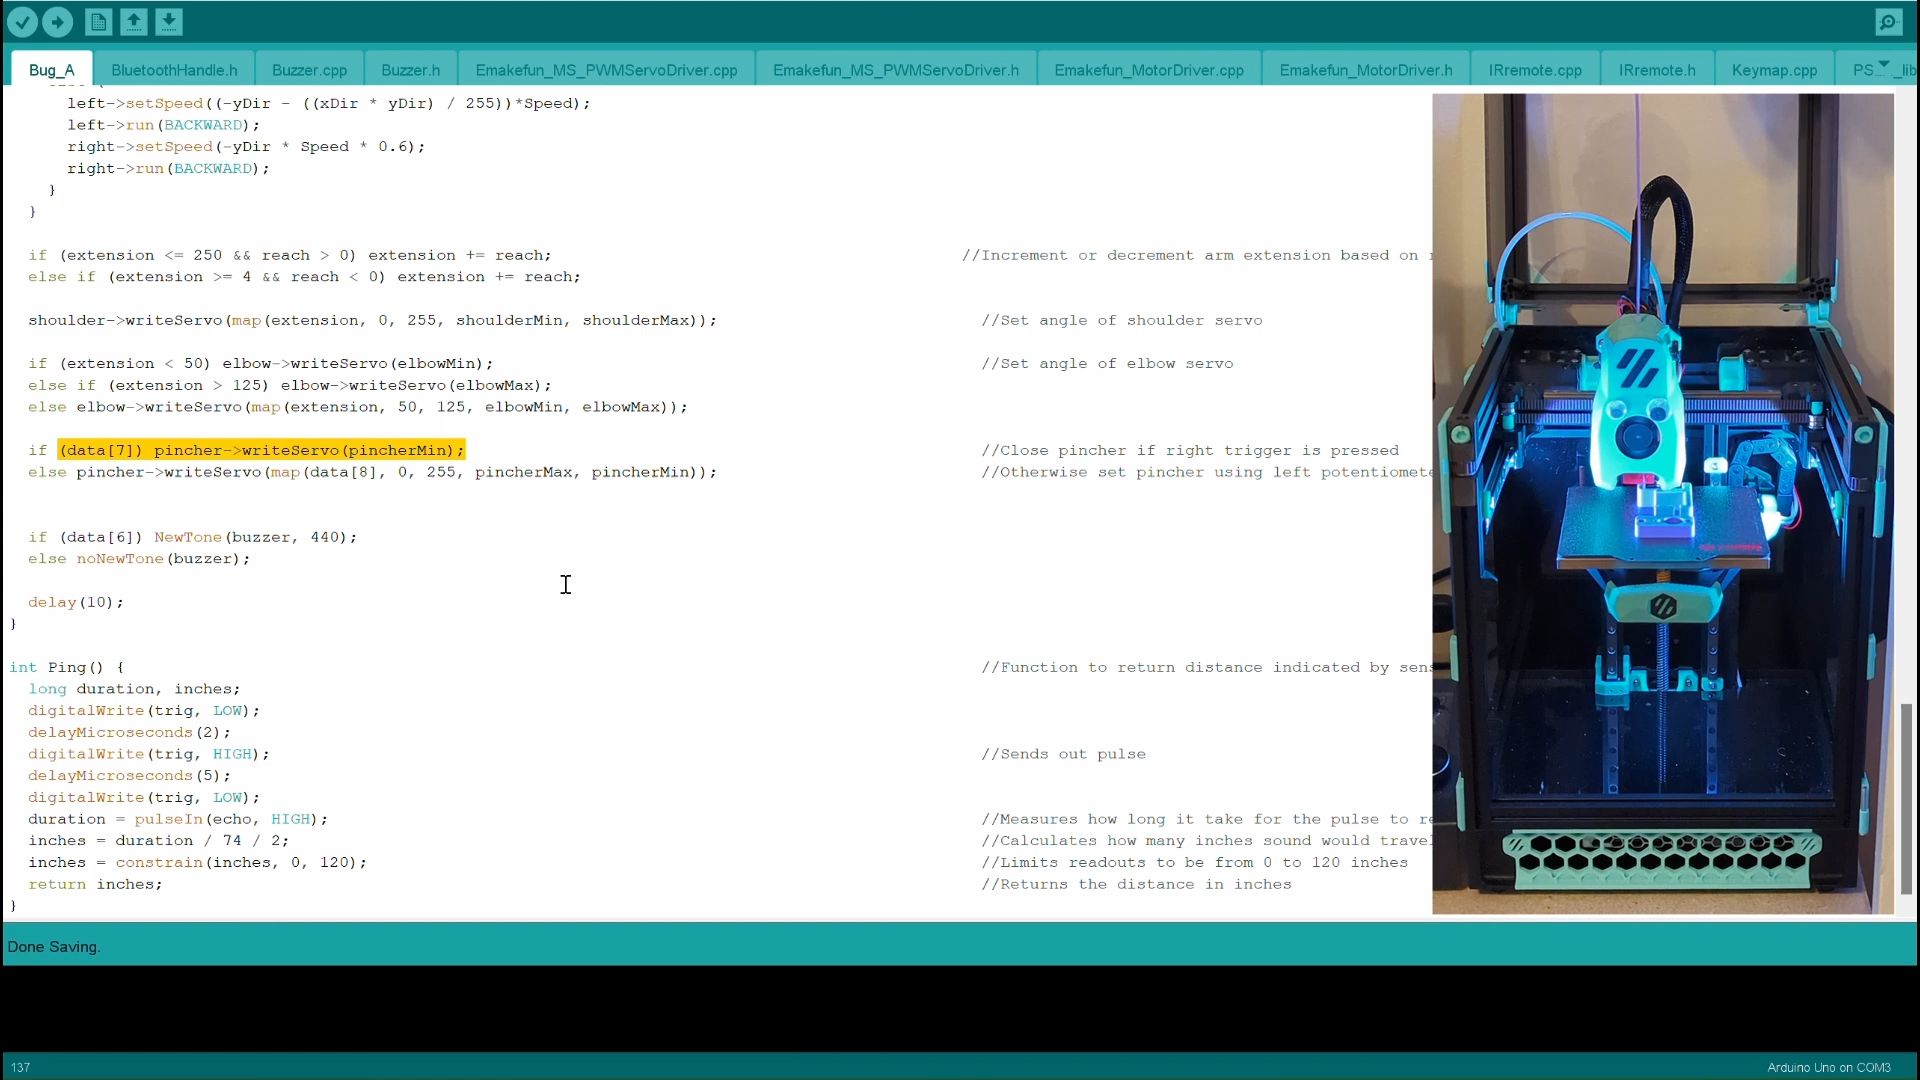 Bug_A BluetoothHandle.h Buzzer.cpp Buzzer.h Emakefun_MS_PWMServoDriver.cpp Emakefun_MS_PWMServoDriver.h Emakefun_MotorDriver.cpp Emakefun_MotorDriver.h IRremote.cpp IRremote.h Keymap.cpp
left->setSpeed((-yDir - ((xDir * yDir) / 255))*Speed);
left->run(BACKWARD);
right->setSpeed(-yDir * Speed * 0.6);
right->run(BACKWARD);
}
}
if (extension <= 250 && reach > 0) extension += reach; //Increment or decrement arm extension based on
else if (extension >= 4 && reach < 0) extension += reach;
shoulder->writeServo(map(extension, 0, 255, shoulderMin, shoulderMax)); //Set angle of shoulder servo
if (extension < 50) elbow->writeServo(elbowMin); //Set angle of elbow servo
else if (extension > 125) elbow->writeServo(elbowMax);
else elbow->writeServo(map(extension, 50, 125, elbowMin, elbowMax));
if (data[7]) pincher->writeServo(pincherMin); //Close pincher if right trigger is pressed
else pincher->writeServo(map(data[8], 0, 255, pincherMax, pincherMin)); //Otherwise set pincher using left potentiomete
if (data[6]) NewTone(buzzer, 440);
else noNewTone(buzzer);
delay(10);
}
int Ping() { //Function to return distance indicated by sen
long duration, inches;
digitalWrite(trig, LOW);
delayMicroseconds(2);
digitalWrite(trig, HIGH); //Sends out pulse
delayMicroseconds(5);
digitalWrite(trig, LOW);
duration = pulseIn(echo, HIGH); //Measures how long it take for the pulse to re
inches = duration / 74 / 2; //Calculates how many inches sound would trave
inches = constrain(inches, 0, 120); //Limits readouts to be from 0 to 120 inches
return inches; //Returns the distance in inches
}
Done Saving.
137 Arduino Uno on COM3